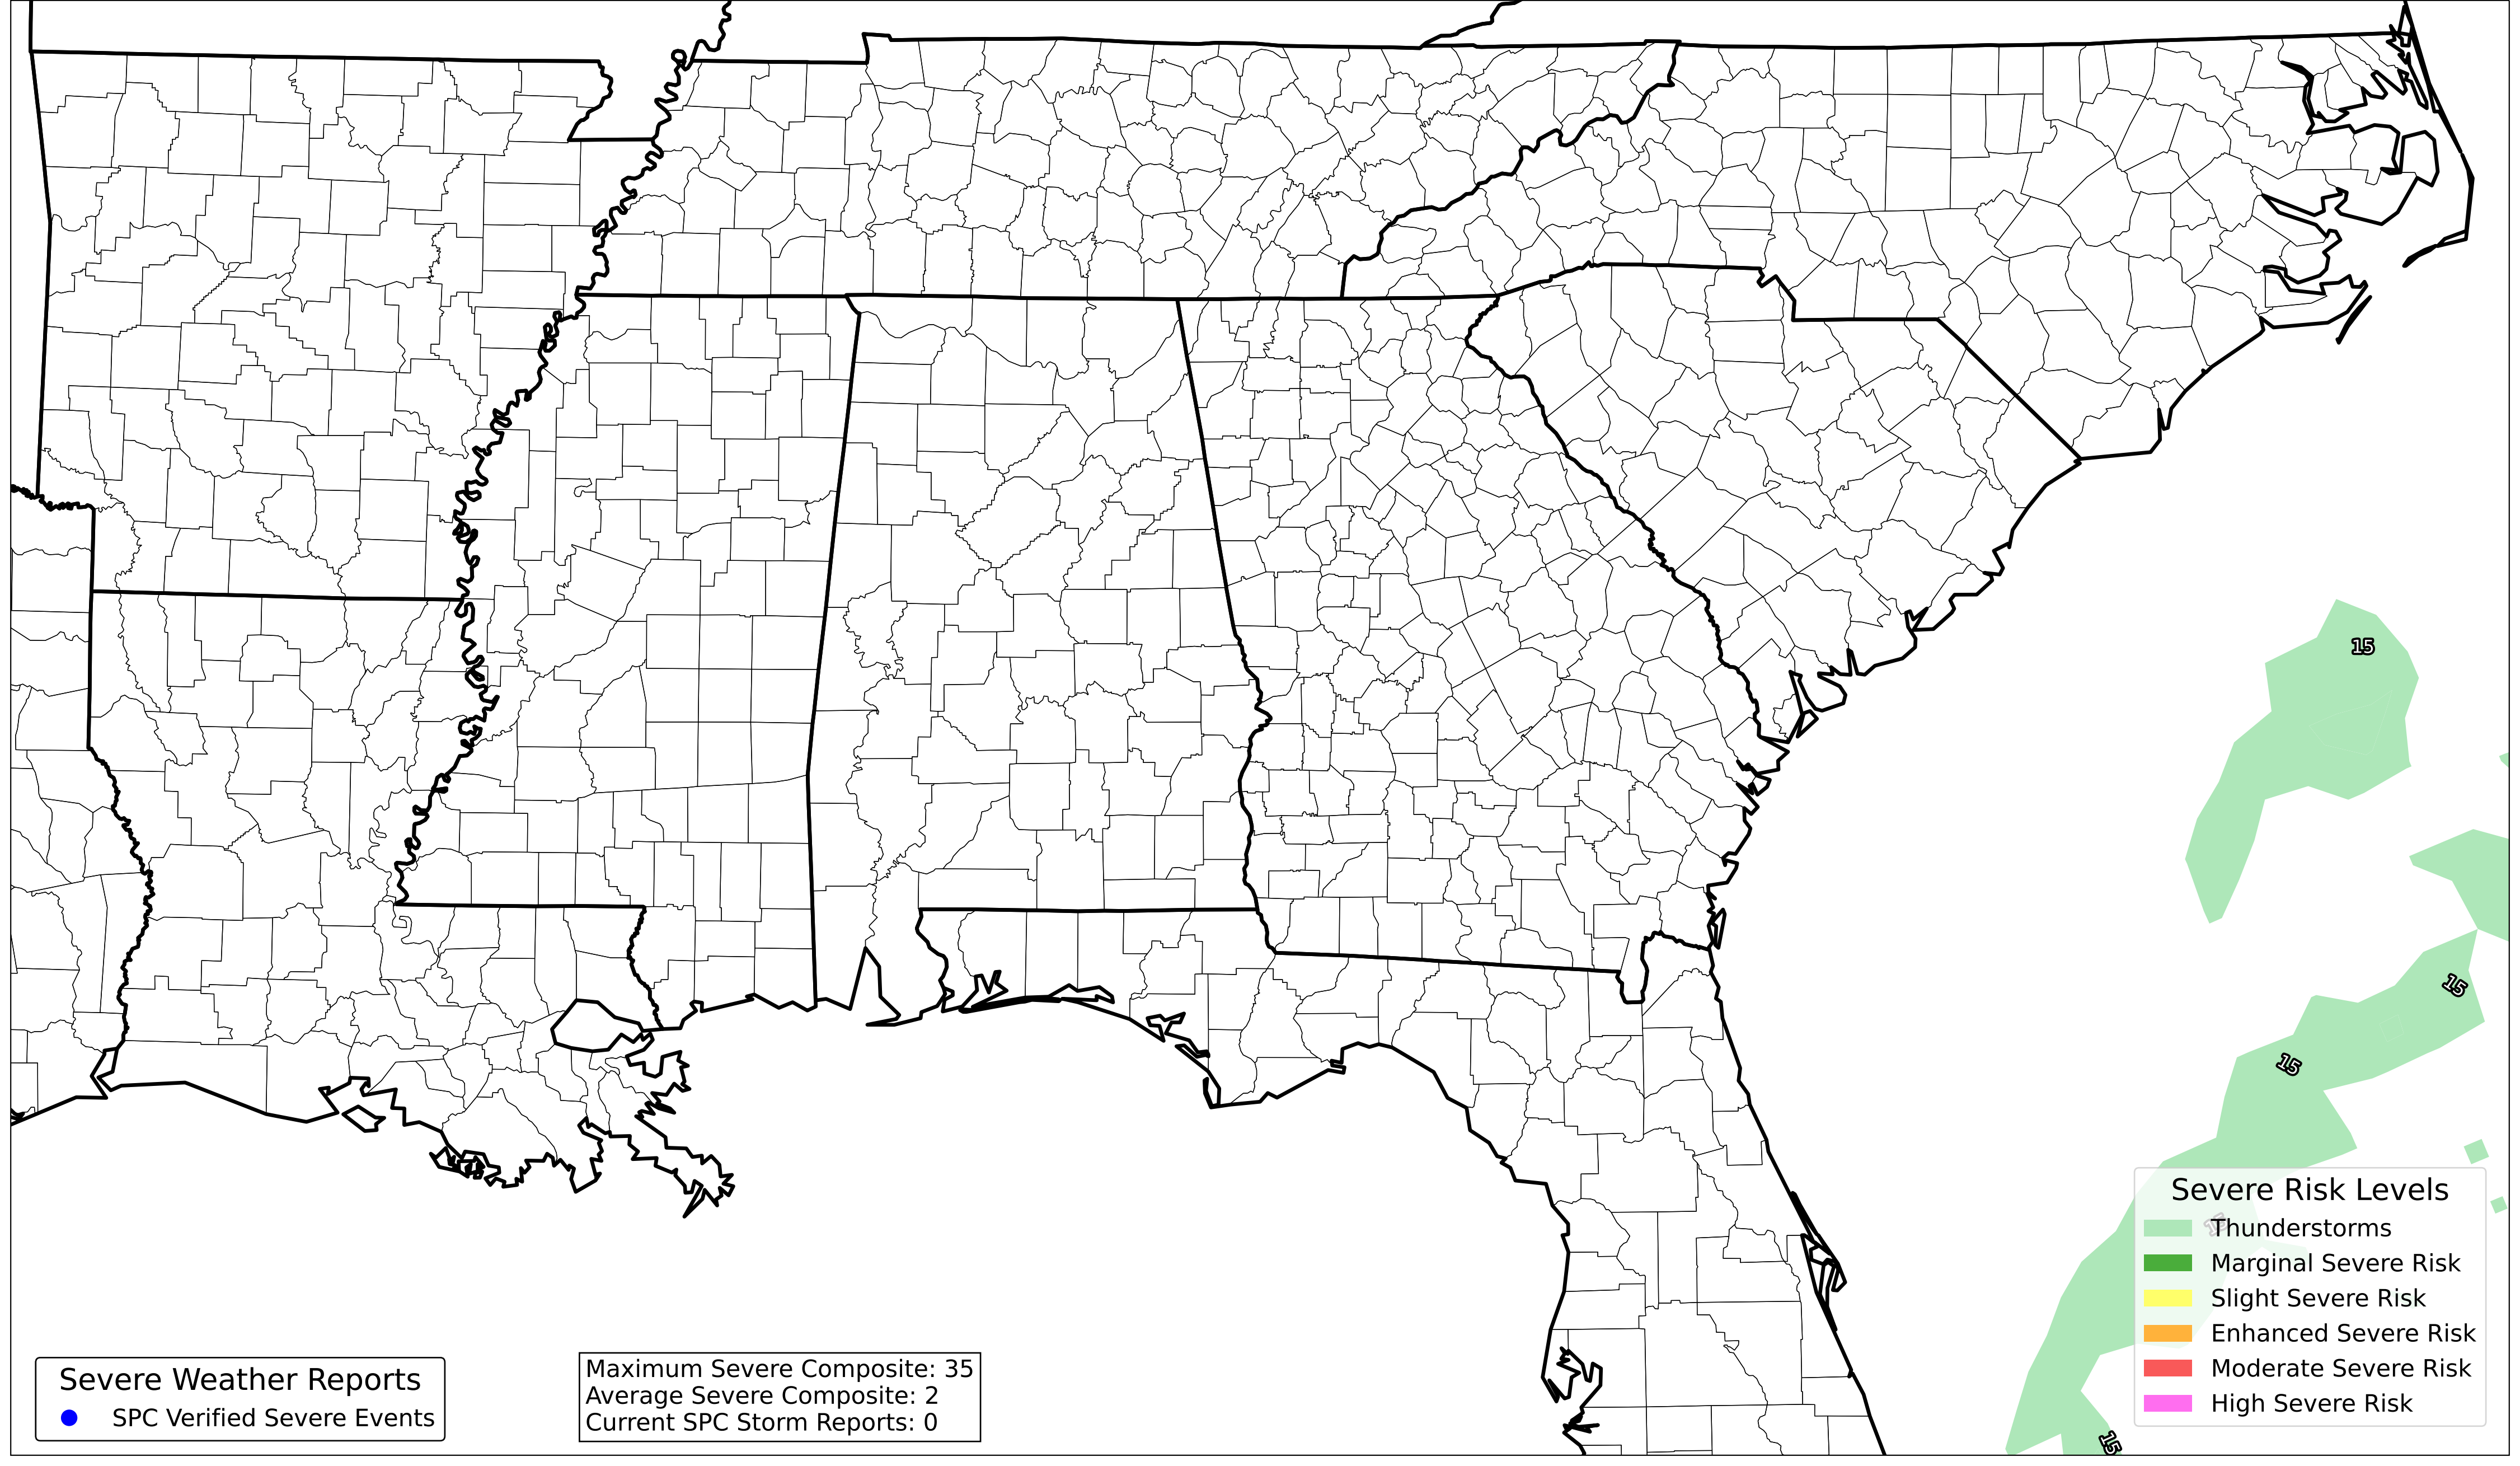 15
15
15
15
Severe Risk Levels
Thunderstorms
Marginal Severe Risk
Slight Severe Risk
Enhanced Severe Risk
Moderate Severe Risk
High Severe Risk
Severe Weather Reports
SPC Verified Severe Events
Maximum Severe Composite: 35
Average Severe Composite: 2
Current SPC Storm Reports: 0
15